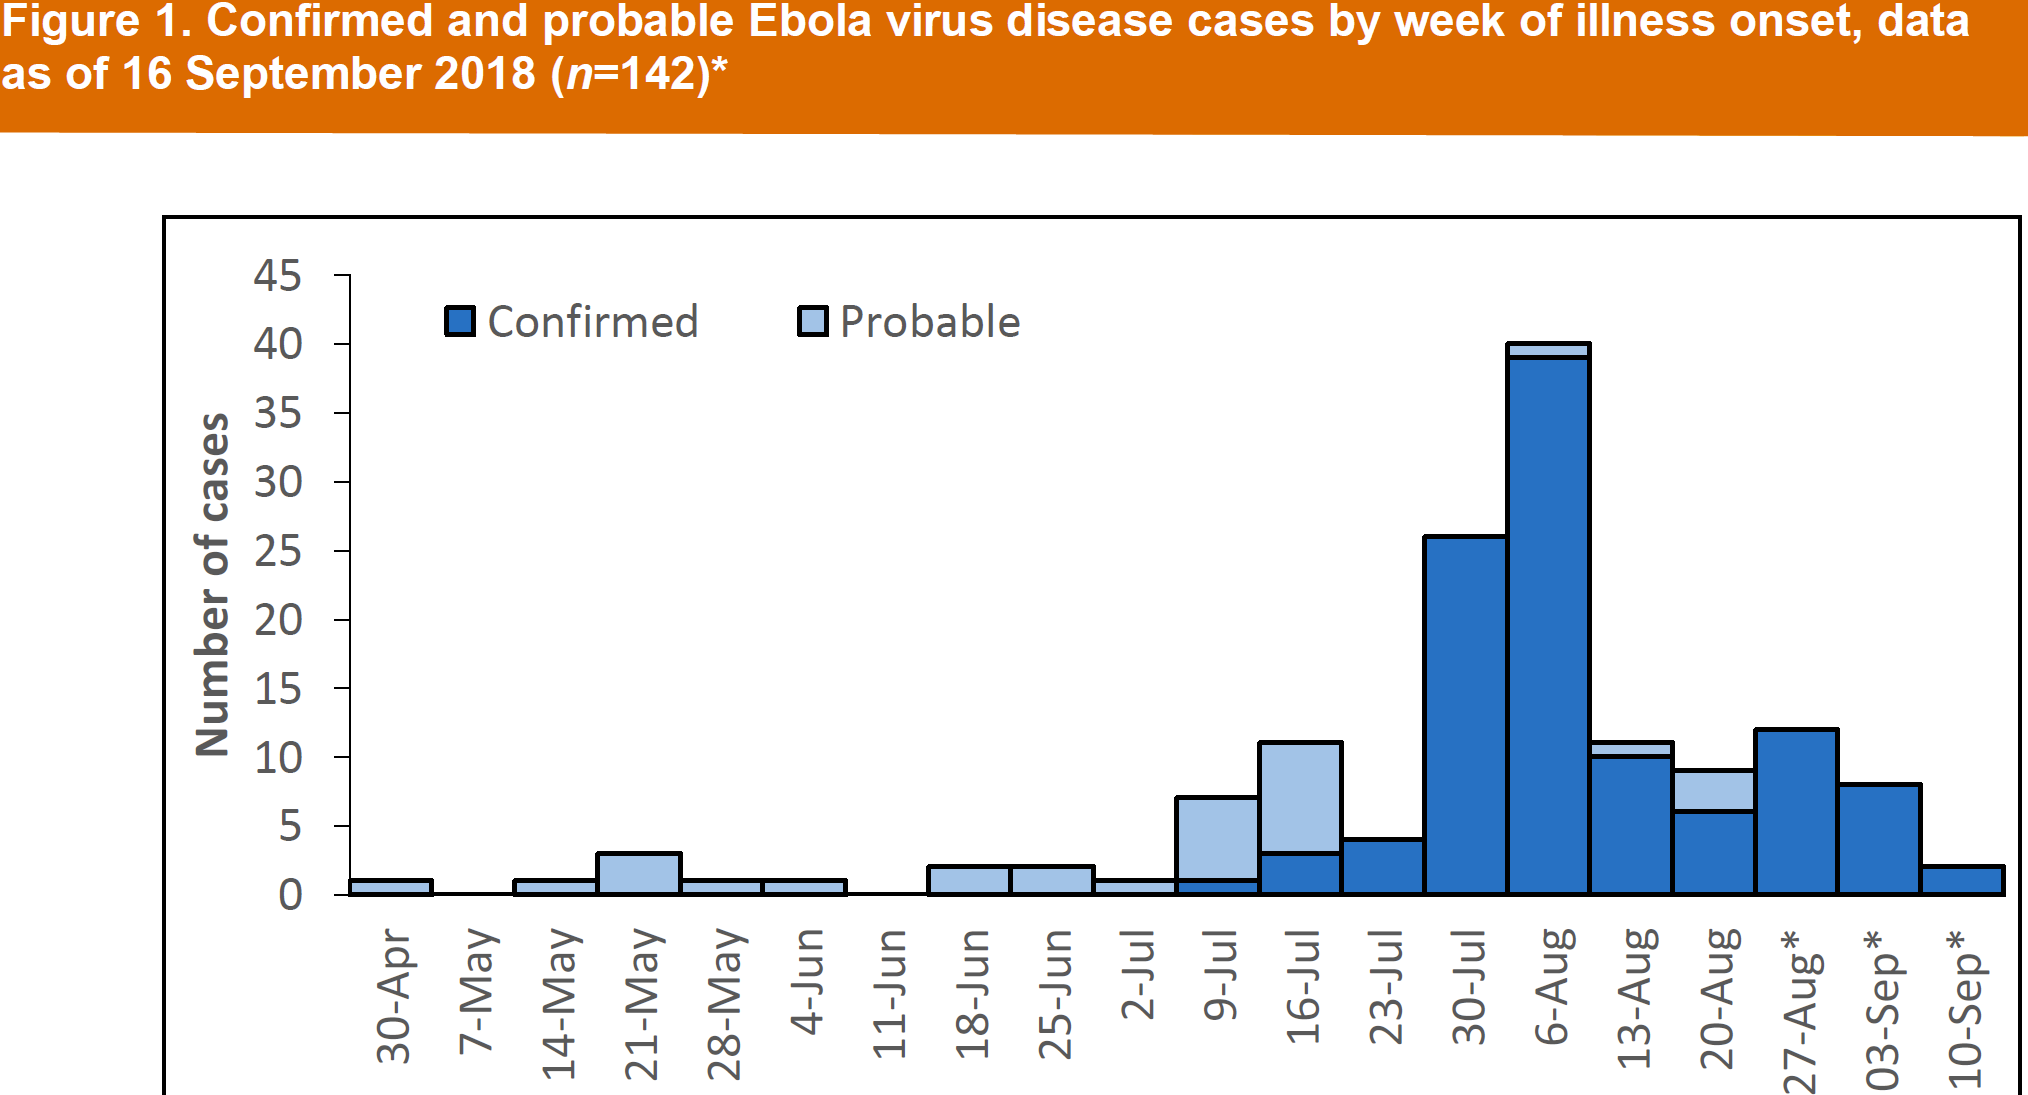 Figure 1. Confirmed and probable Ebola virus disease cases by week of illness onset, data
as of 16 September 2018 (n=142)*
Confirmed
Probable
Number of cases
45
40
35
30
25
20
15
10
5
0
30-Apr
7-May
14-May
21-May
28-May
4-Jun
11-Jun
18-Jun
25-Jun
2-Jul
9-Jul
16-Jul
23-Jul
30-Jul
6-Aug
13-Aug
20-Aug
27-Aug*
03-Sep*
10-Sep*